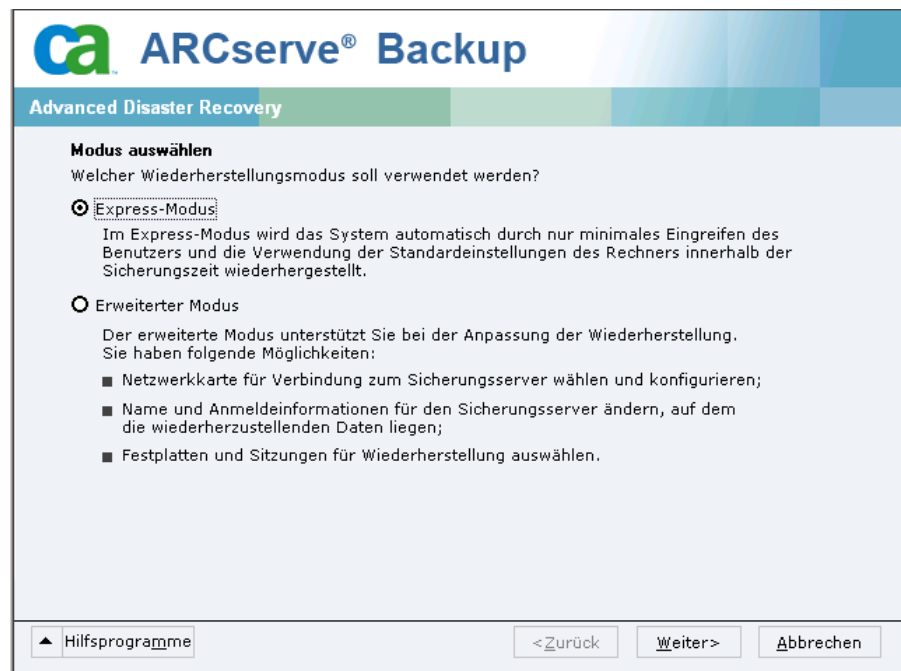 ca ARCserve® Backup
Advanced Disaster Recovery
Modus auswählen
Welcher Wiederherstellungsmodus soll verwendet werden?
Express-Modus
Im Express-Modus wird das System automatisch durch nur minimales Eingreifen des
Benutzers und die Verwendung der Standardeinstellungen des Rechners innerhalb der
Sicherungszeit wiederhergestellt.
Erweiterter Modus
Der erweiterte Modus unterstützt Sie bei der Anpassung der Wiederherstellung.
Sie haben folgende Möglichkeiten:
Netzwerkkarte für Verbindung zum Sicherungsserver wählen und konfigurieren;
Name und Anmeldeinformationen für den Sicherungsserver ändern, auf dem
die wiederherzustellenden Daten liegen;
Festplatten und Sitzungen für Wiederherstellung auswählen.
Hilfsprogramme <Zurück Weiter> Abbrechen